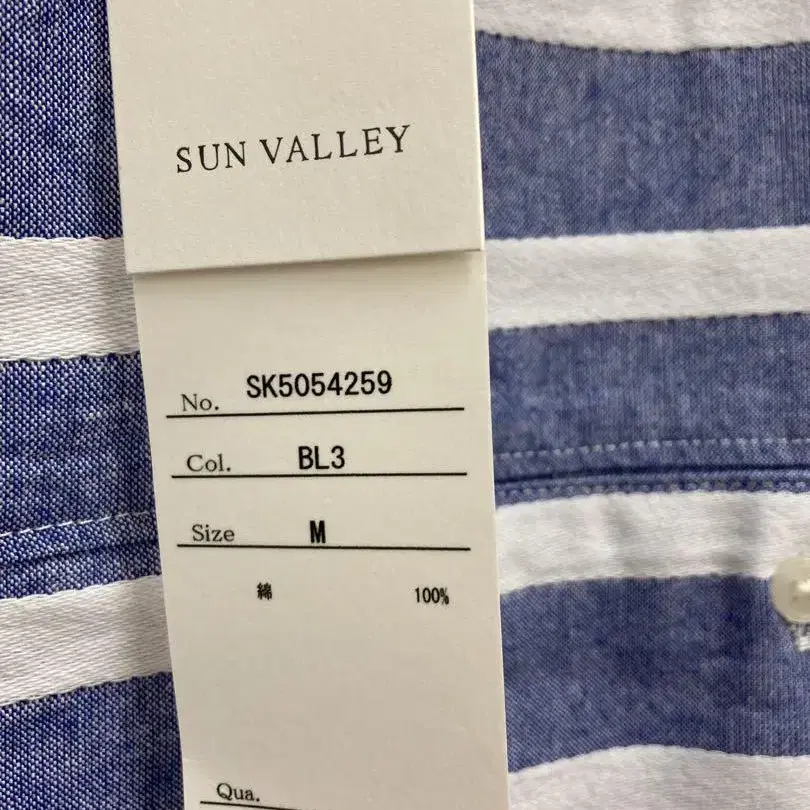 SUN VALLEY
No. SK5054259
Col. BL3
Size M
綿 100%
Qua.